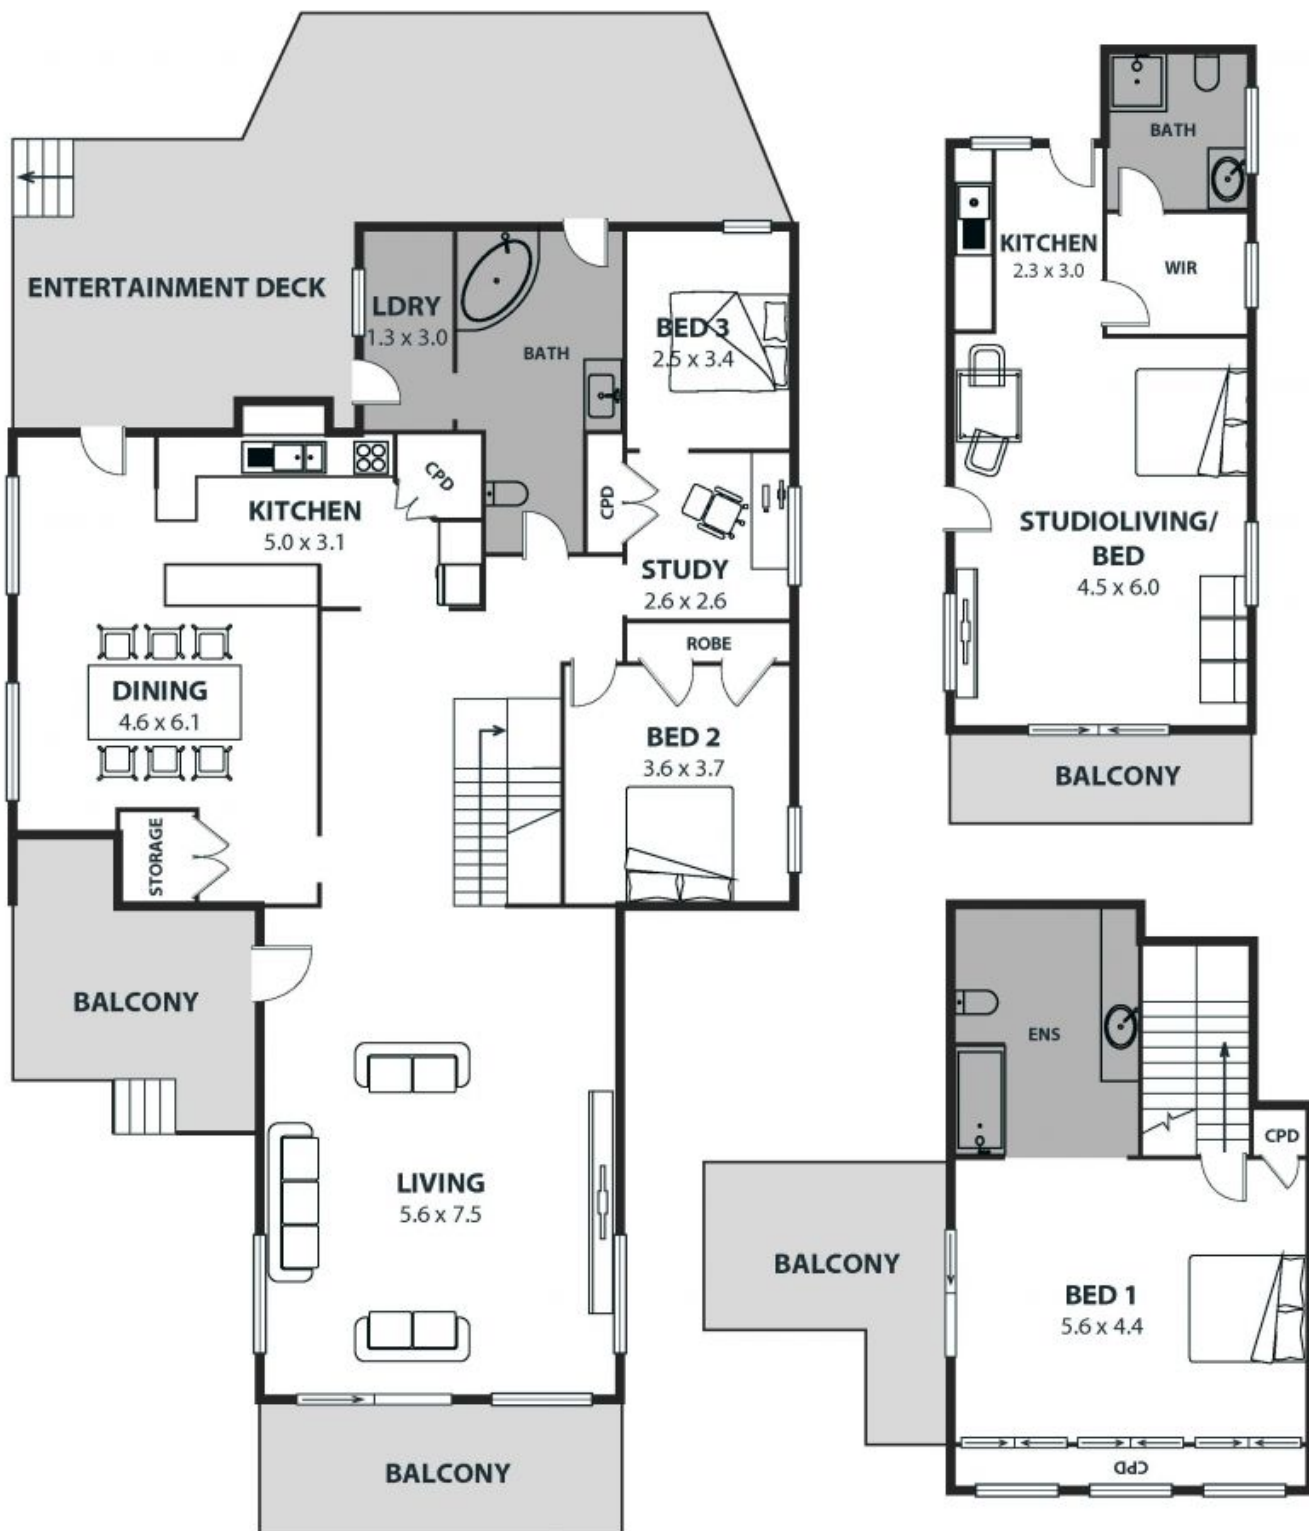 ENTERTAINMENT DECK
LDRY
1.3 x 3.0
BATH
BED 3
2.5 x 3.4
KITCHEN
5.0 x 3.1
CPD
CPD
STUDY
2.6 x 2.6
ROBE
DINING
4.6 x 6.1
BED 2
3.6 x 3.7
STORAGE
BALCONY
LIVING
5.6 x 7.5
BALCONY
BATH
KITCHEN
2.3 x 3.0
WIR
STUDIOLIVING/
BED
4.5 x 6.0
BALCONY
ENS
CPD
BALCONY
BED 1
5.6 x 4.4
CPD